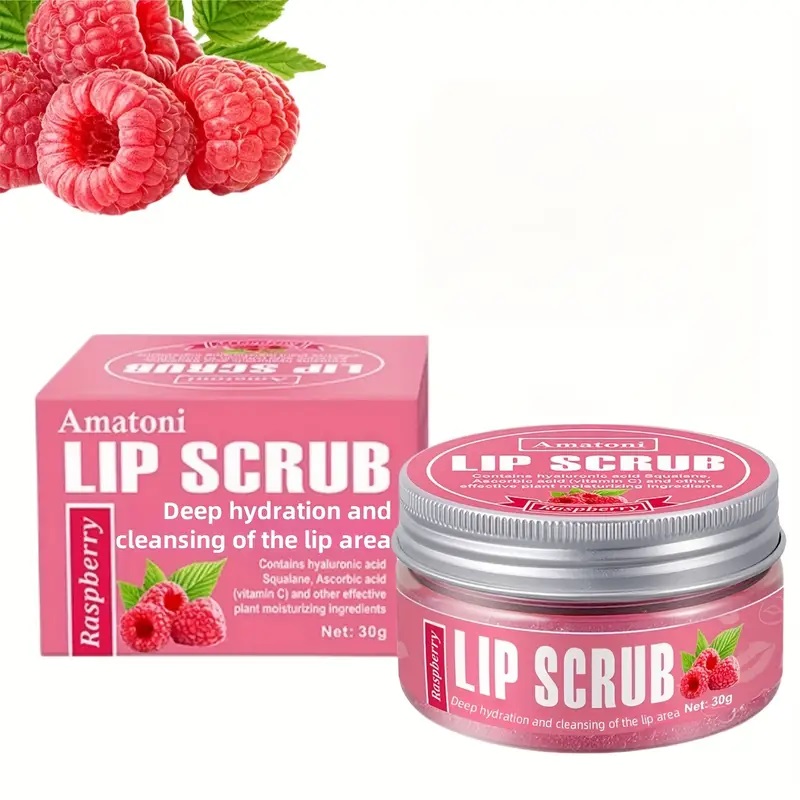 LIP SCRUB
Amatoni
LIP SCRUB
Deep hydration and
cleansing of the lip area
Raspberry
Contains hyaluronic acid
Squalane, Ascorbic acid
(vitamin C) and other effective
plant moisturizing ingredients
Net: 30g
Amatoni
LIP SCRUB
Contains hyaluronic acid Squalane,
Ascorbic acid (vitamin C) and other
effective plant moisturizing ingredients
Raspberry
Raspberry
LIP SCRUB
Deep hydration and cleansing of the lip area
Net: 30g